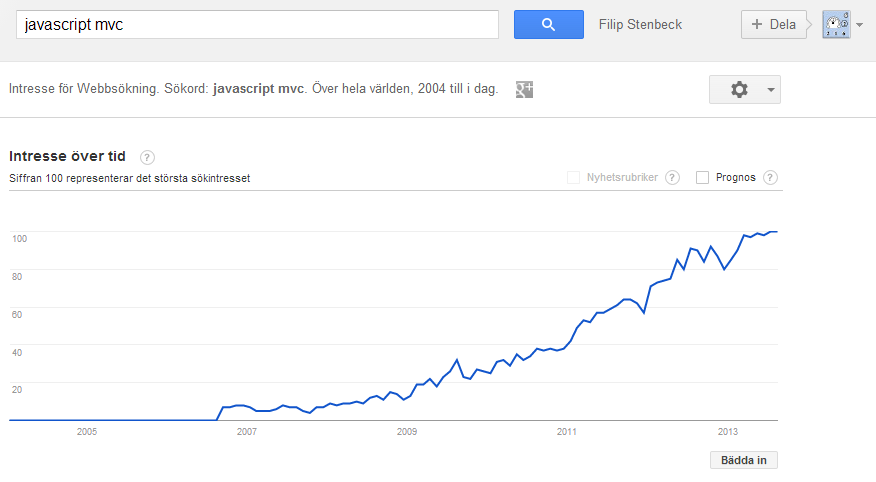 javascript mvc
Filip Stenbeck
+ Dela
Intresse för Webbsökning. Sökord: javascript mvc. Över hela världen, 2004 till i dag.
g+
Intresse över tid ?
Siffran 100 representerar det största sökintresset
Nyhetsrubriker ? Prognos ?
100
80
60
40
20
2005 2007 2009 2011 2013
Bädda in